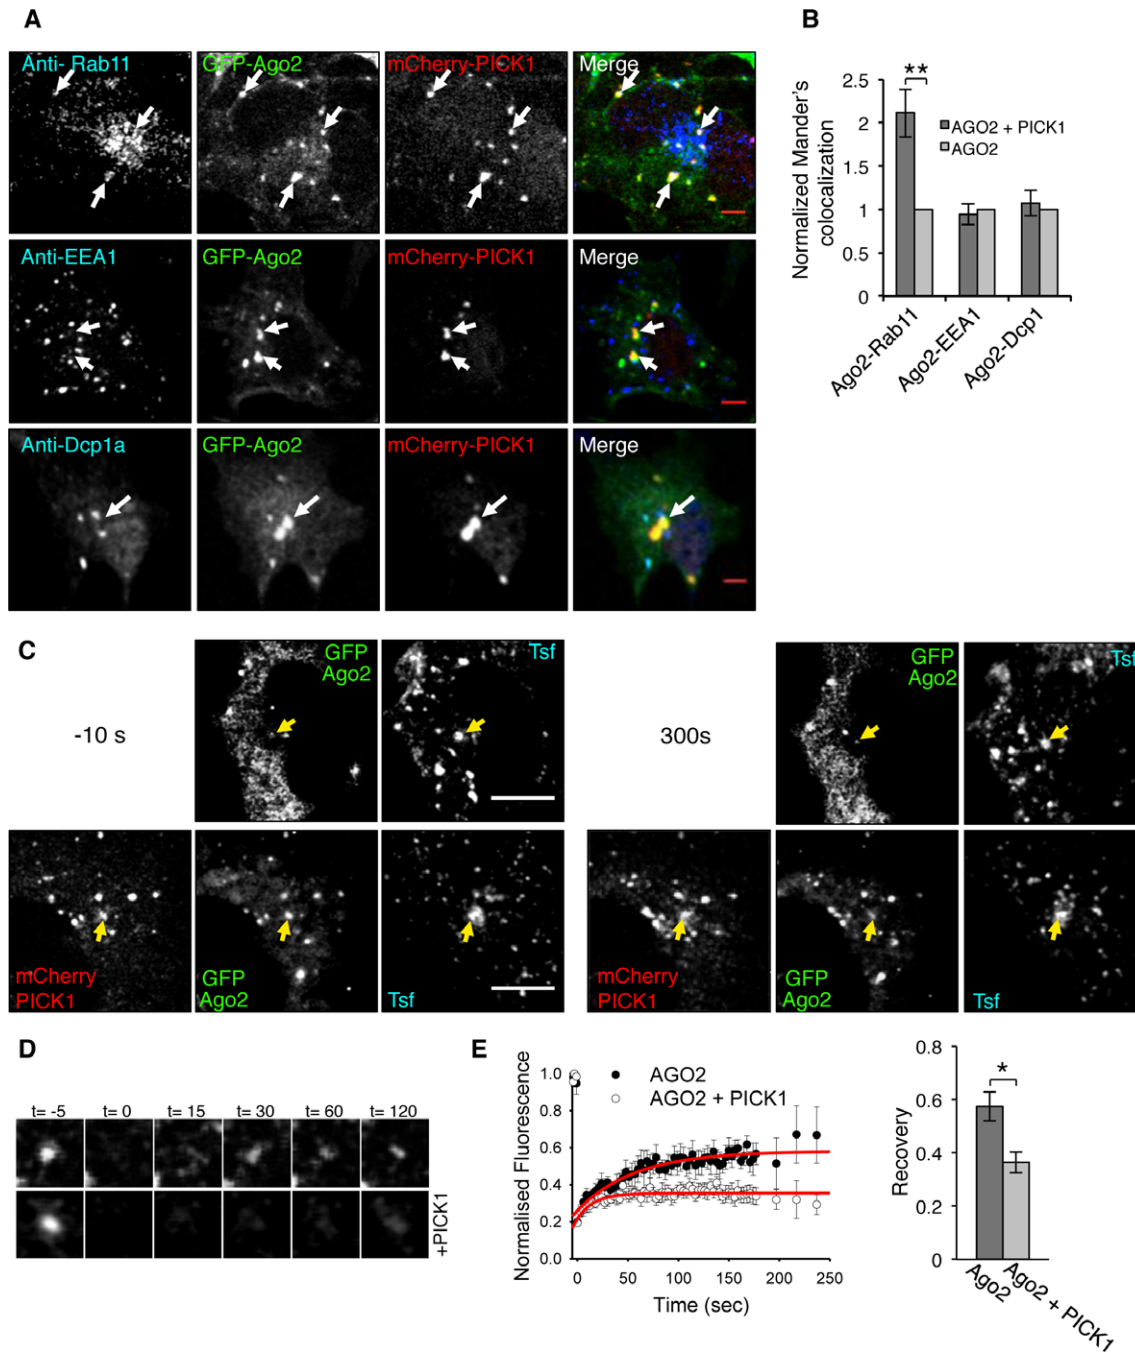 A
Anti- Rab11
GFP-Ago2
mCherry-PICK1
Merge
Anti-EEA1
GFP-Ago2
mCherry-PICK1
Merge
Anti-Dcp1a
GFP-Ago2
mCherry-PICK1
Merge
B
Normalized Mander's
colocalization
2.5
2
1.5
1
0.5
0
**
AGO2 + PICK1
AGO2
Ago2-Rab11
Ago2-EEA1
Ago2-Dcp1
C
-10 s
GFP
Ago2
Tsf
300s
GFP
Ago2
Tsf
mCherry
PICK1
GFP
Ago2
Tsf
mCherry
PICK1
GFP
Ago2
Tsf
D
t= -5
t= 0
t= 15
t= 30
t= 60
t= 120
+PICK1
E
Normalised Fluorescence
1.0
0.8
0.6
0.4
0.2
0.0
AGO2
AGO2 + PICK1
0
50
100
150
200
250
Time (sec)
Recovery
0.8
0.6
0.4
0.2
0
*
Ago2
Ago2 + PICK1